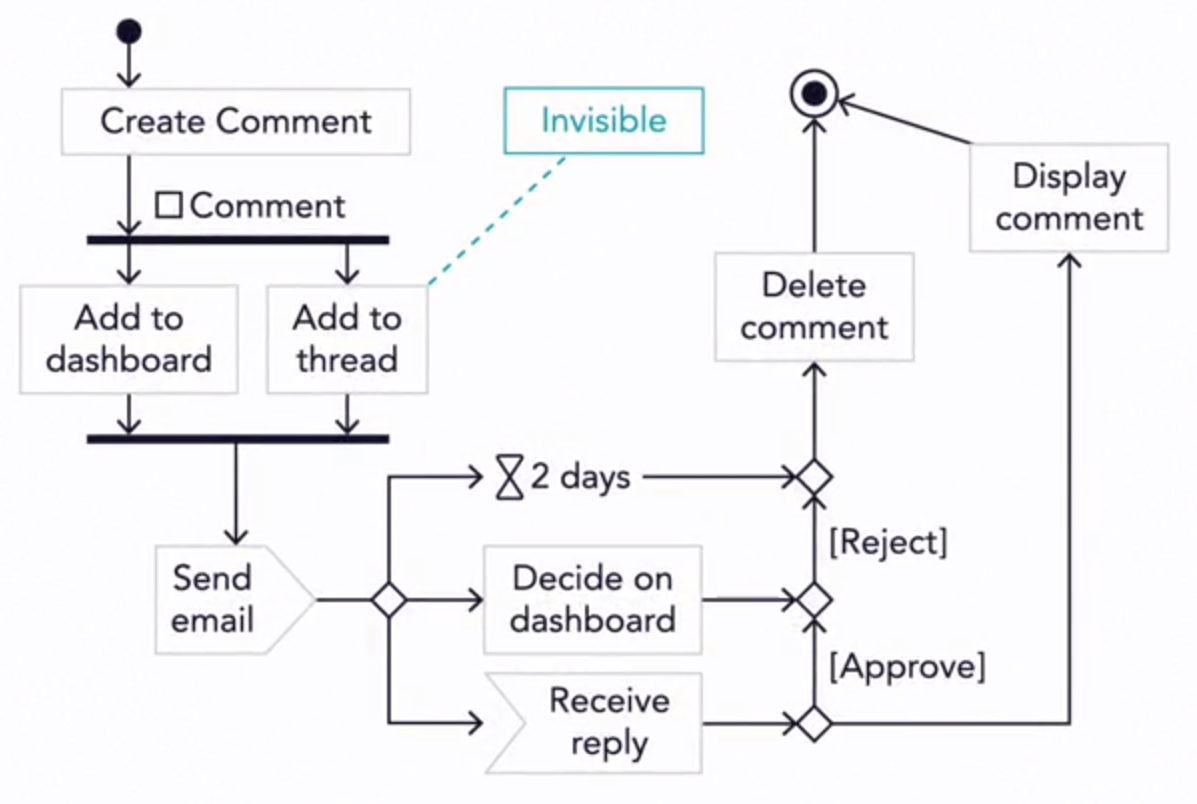 Create Comment
Invisible
Comment
Display
comment
Add to
dashboard
Add to
thread
Delete
comment
2 days
[Reject]
Send
email
Decide on
dashboard
[Approve]
Receive
reply